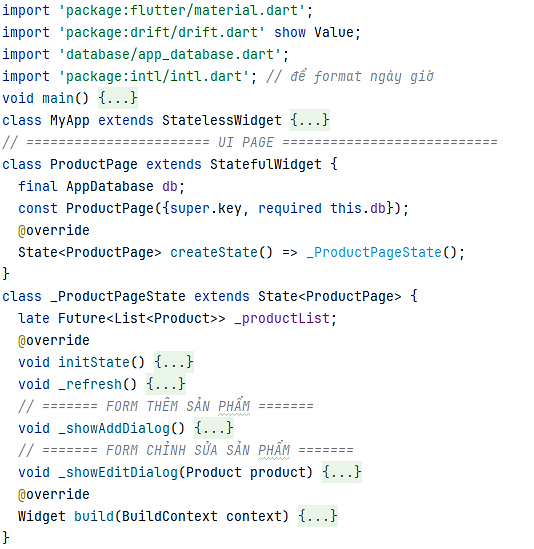 import 'package:flutter/material.dart';
import 'package:drift/drift.dart' show Value;
import 'database/app_database.dart';
import 'package:intl/intl.dart'; // để format ngày giờ
void main() {...}
class MyApp extends StatelessWidget {...}
// ======================= UI PAGE ===========================
class ProductPage extends StatefulWidget {
  final AppDatabase db;
  const ProductPage({super.key, required this.db});
  @override
  State<ProductPage> createState() => _ProductPageState();
}
class _ProductPageState extends State<ProductPage> {
  late Future<List<Product>> _productList;
  @override
  void initState() {...}
  void _refresh() {...}
  // ======= FORM THÊM SẢN PHẨM =======
  void _showAddDialog() {...}
  // ======= FORM CHỈNH SỬA SẢN PHẨM =======
  void _showEditDialog(Product product) {...}
  @override
  Widget build(BuildContext context) {...}
}